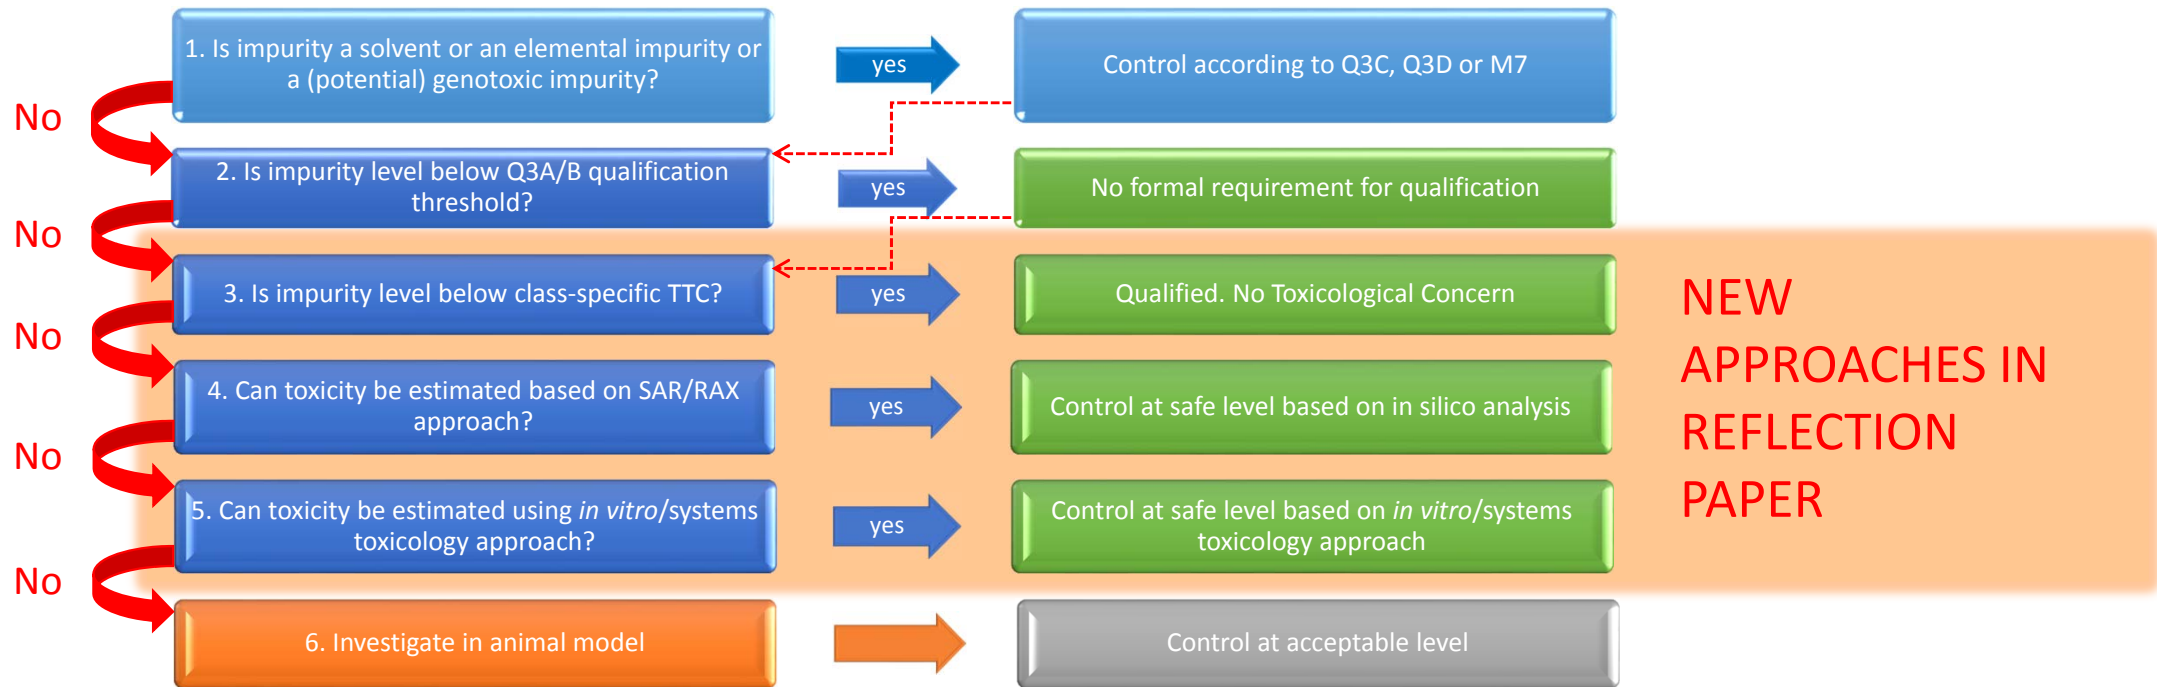 1. Is impurity a solvent or an elemental impurity or
a (potential) genotoxic impurity?
yes
Control according to Q3C, Q3D or M7
No
2. Is impurity level below Q3A/B qualification
threshold?
yes
No formal requirement for qualification
No
3. Is impurity level below class-specific TTC?
yes
Qualified. No Toxicological Concern
No
4. Can toxicity be estimated based on SAR/RAX
approach?
yes
Control at safe level based on in silico analysis
No
5. Can toxicity be estimated using in vitro/systems
toxicology approach?
yes
Control at safe level based on in vitro/systems
toxicology approach
No
6. Investigate in animal model
Control at acceptable level
NEW
APPROACHES IN
REFLECTION
PAPER